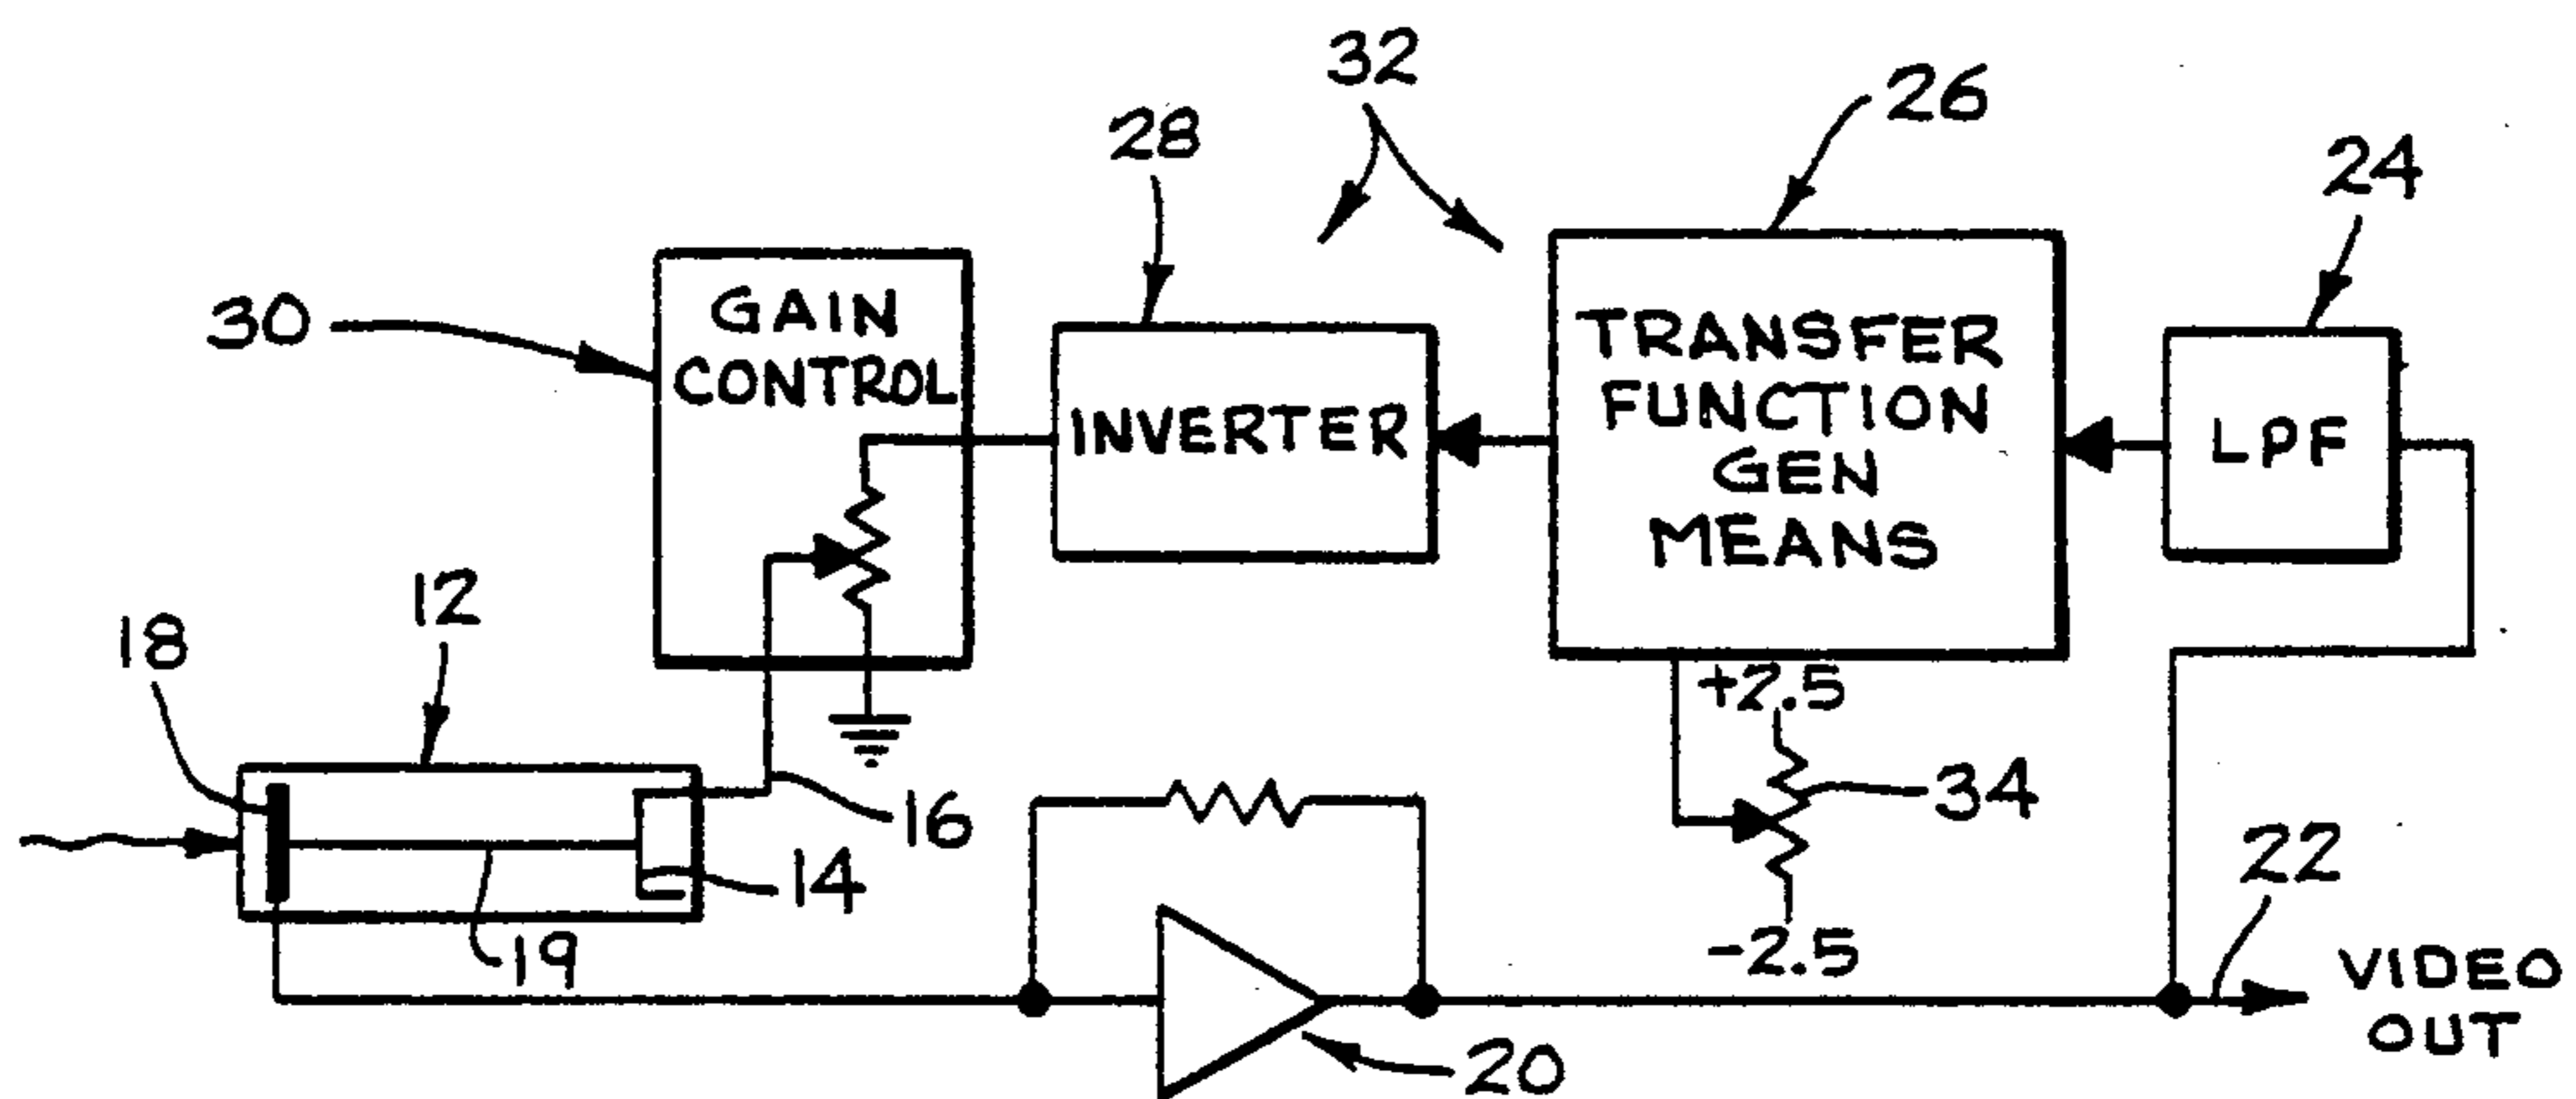 32
26
28
24
30
GAIN
CONTROL
INVERTER
TRANSFER
FUNCTION
GEN
MEANS
LPF
12
18
+2.5
34
16
14
19
22
-2.5
VIDEO
OUT
20